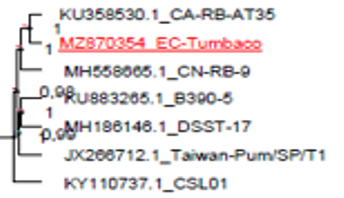 KU358530.1_CA-RB-AT35
1
MZ870354_EC-Tumbaco
1
MH558665.1_CN-RB-9
0,98
KU883265.1_B390-5
1
MH186146.1_DSST-17
0,99
JX266712.1_Taiwan-Pum/SP/T1
KY110737.1_CSL01